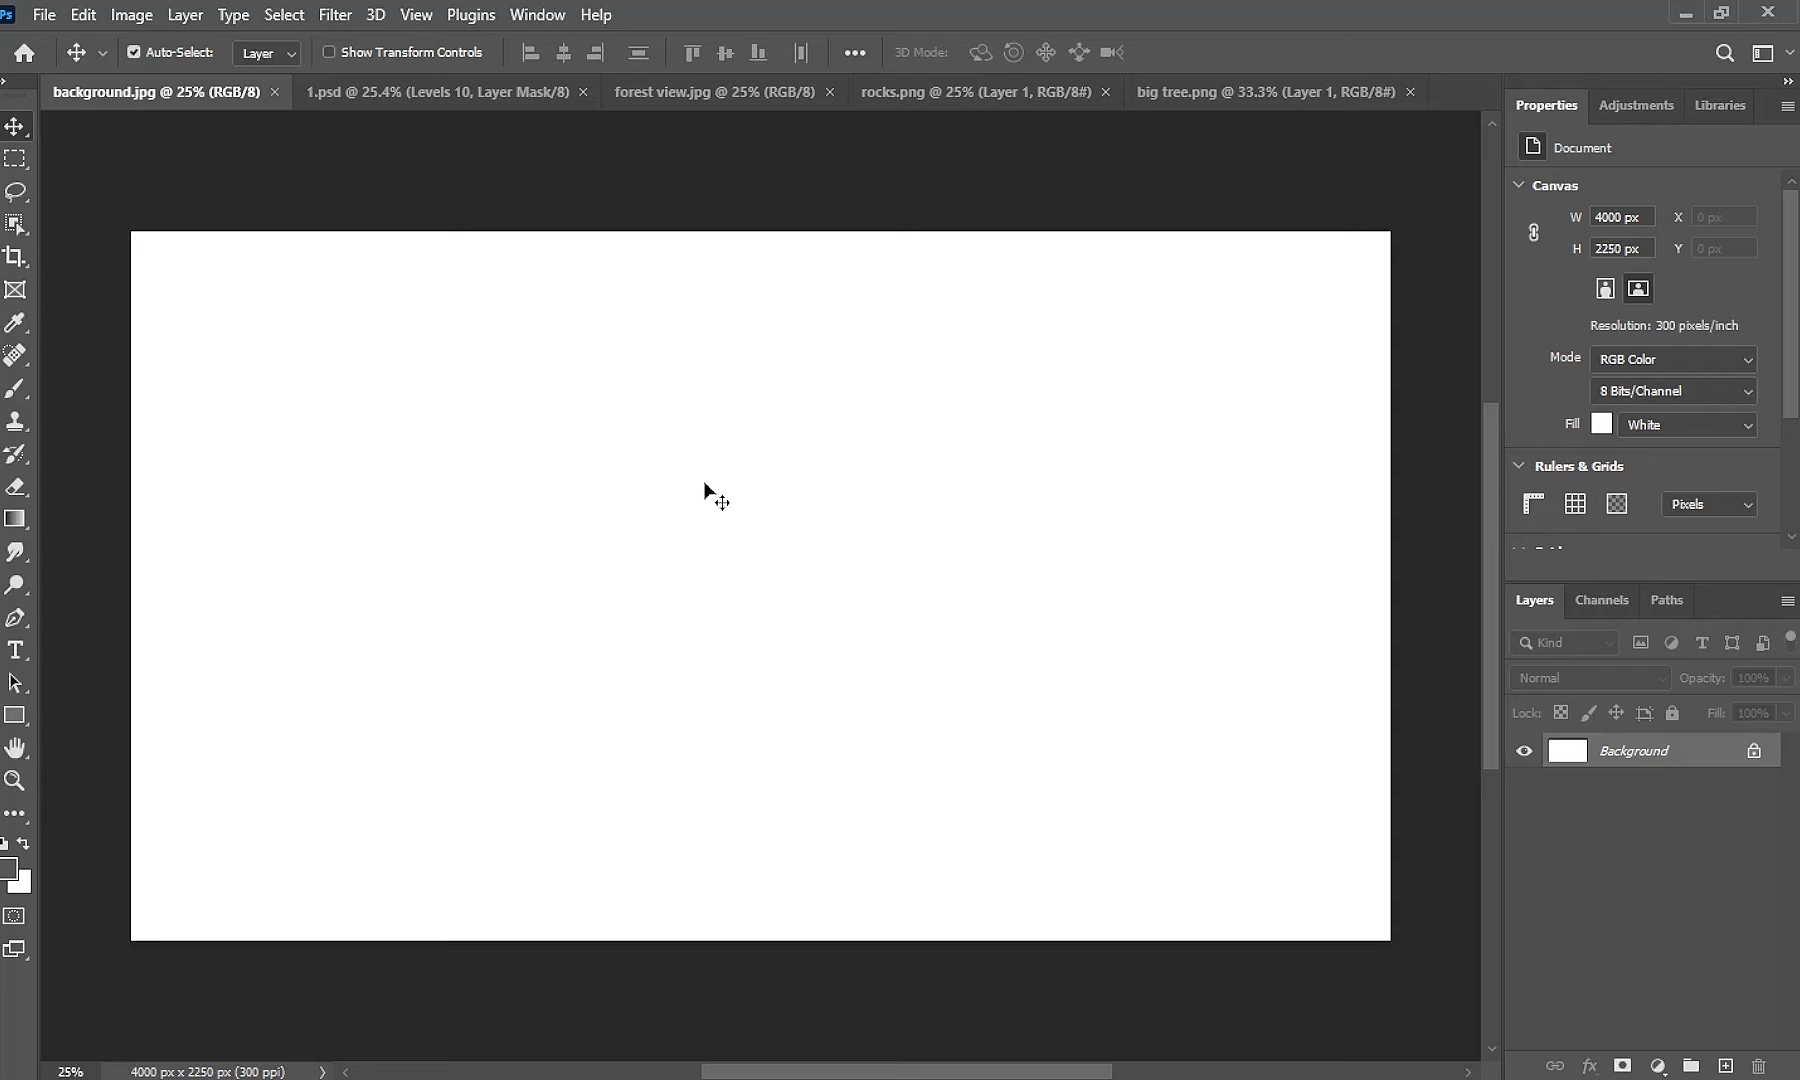 Ps File Edit Image Layer Type Select Filter 3D View Plugins Window Help
Auto-Select: Layer Show Transform Controls 3D Mode:
background.jpg @ 25% (RGB/8) × 1.psd @ 25.4% (Levels 10, Layer Mask/8) × forest view.jpg @ 25% (RGB/8) × rocks.png @ 25% (Layer 1, RGB/8#) × big tree.png @ 33.3% (Layer 1, RGB/8#) ×
Properties Adjustments Libraries
Document
Canvas
W 4000 px X 0 px
H 2250 px Y 0 px
Resolution: 300 pixels/inch
Mode RGB Color
8 Bits/Channel
Fill White
Rulers & Grids
Pixels
Layers Channels Paths
Kind
Normal Opacity: 100%
Lock: Fill: 100%
Background
25% 4000 px x 2250 px (300 ppi)